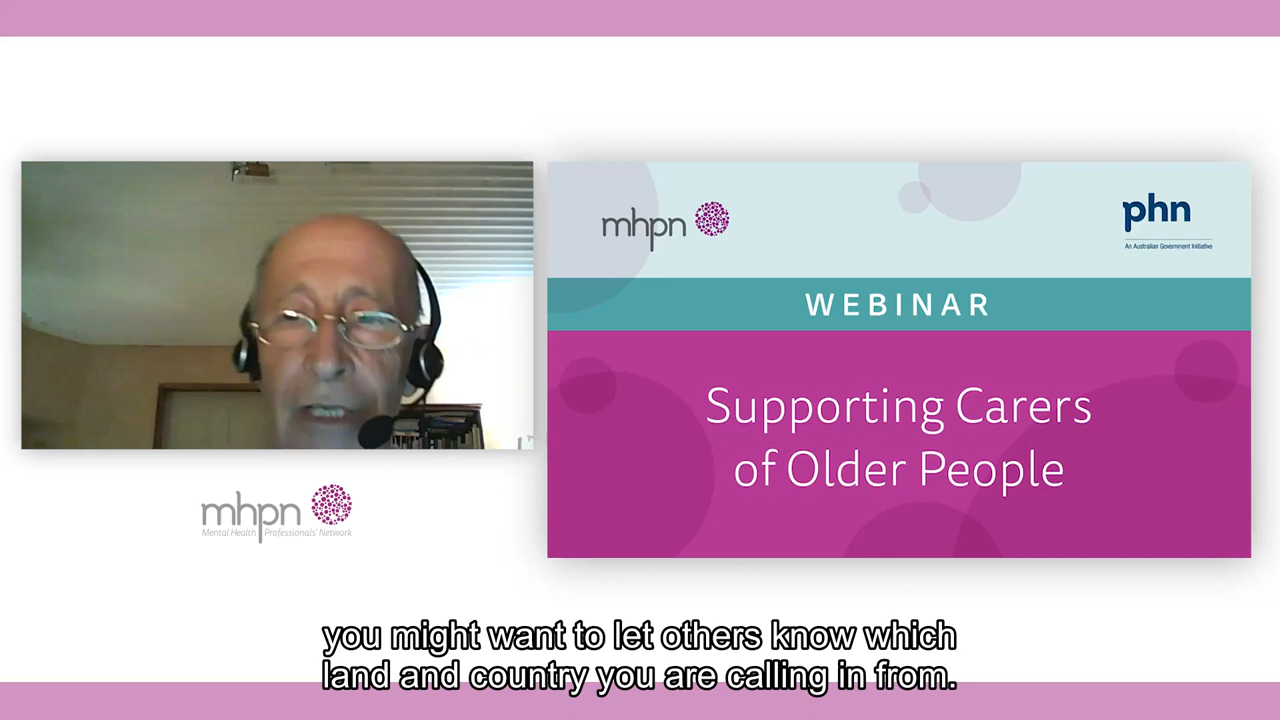 mhpn
phn
An Australian Government Initiative
WEBINAR
Supporting Carers
of Older People
mhpn
Mental Health Professionals' Network
you might want to let others know which
land and country you are calling in from.